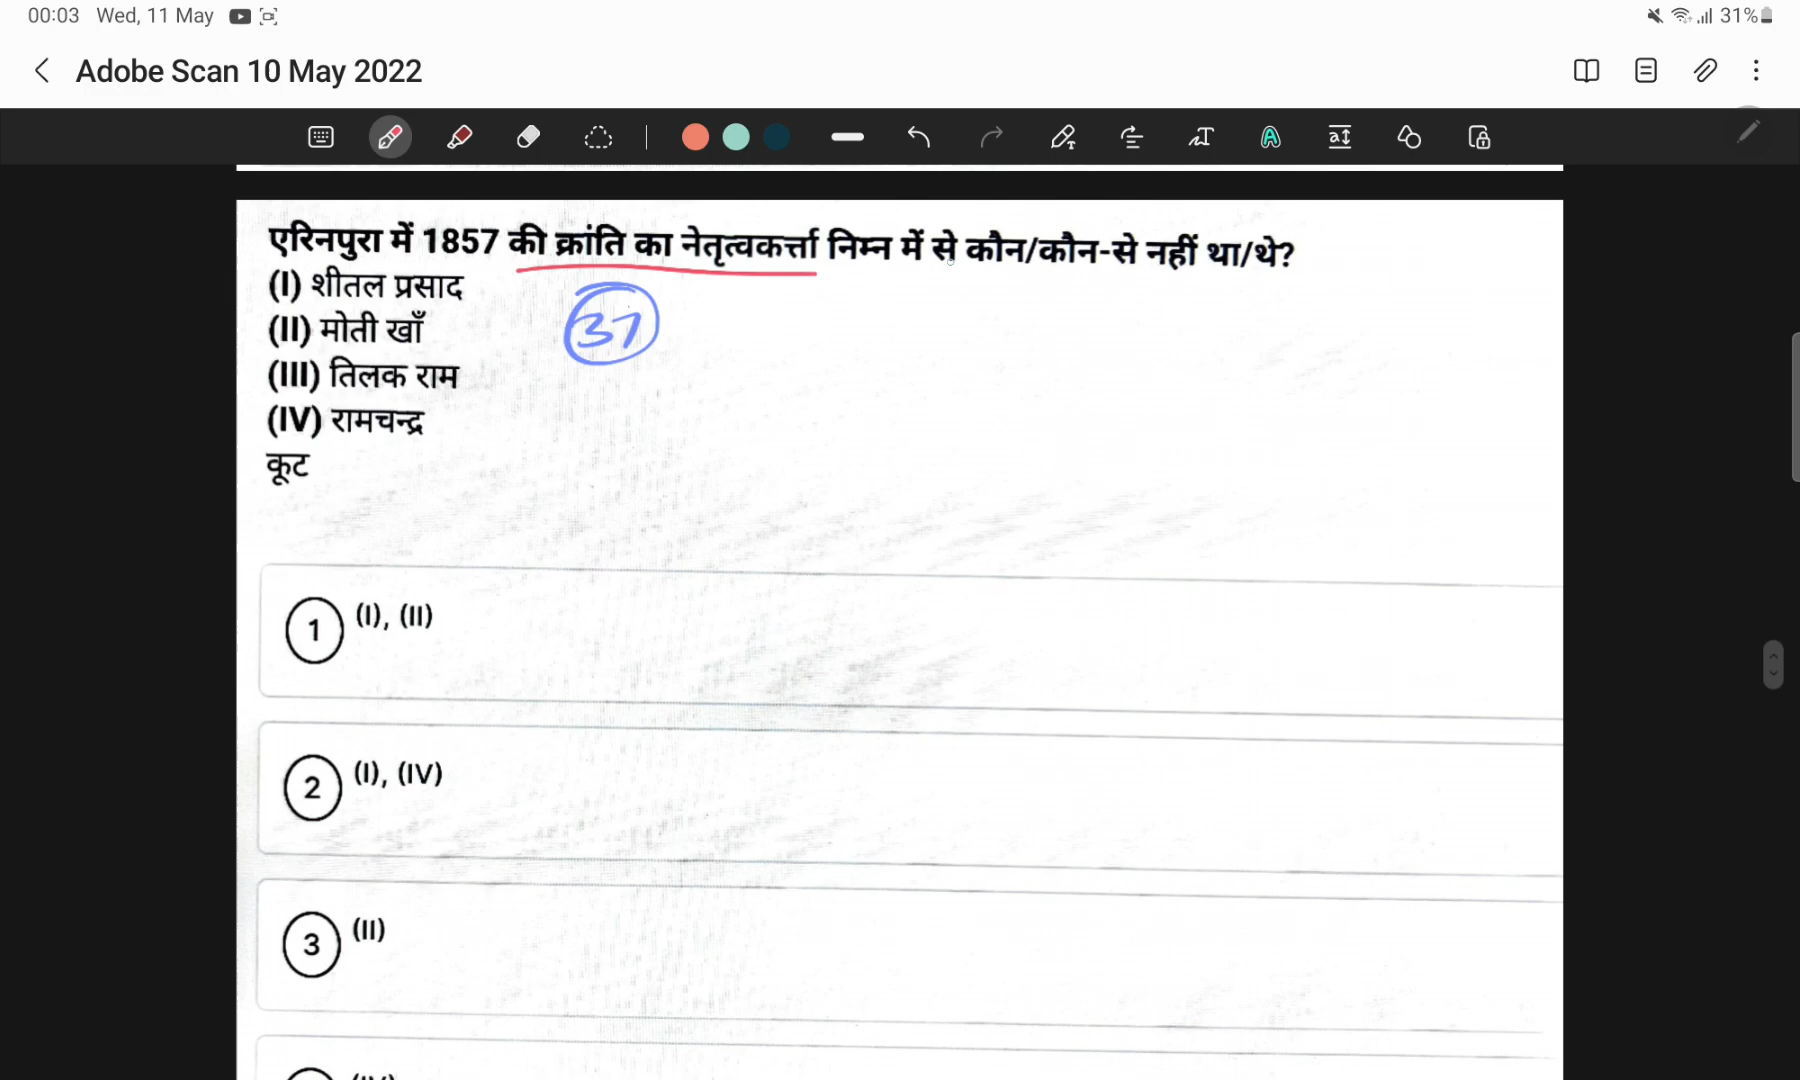 00:03 Wed, 11 May 31%
Adobe Scan 10 May 2022
एरिनपुरा में 1857 की क्रांति का नेतृत्वकर्त्ता निम्न में से कौन/कौन-से नहीं था/थे?
(I) शीतल प्रसाद
(II) मोती खाँ
37
(III) तिलक राम
(IV) रामचन्द्र
कूट
1 (I), (II)
2 (I), (IV)
3 (II)